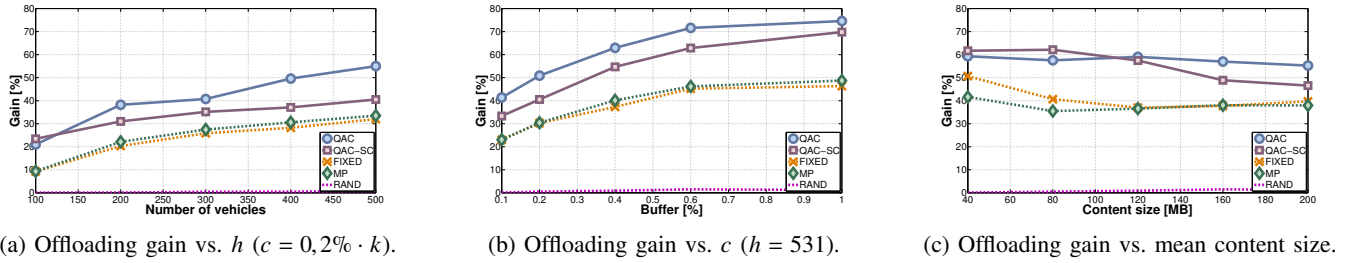 80
70
60
50
40
30
20
10
0
Gain [%]
100 150 200 250 300 350 400 450 500
Number of vehicles
QAC
QAC-SC
FIXED
MP
RAND
(a) Offloading gain vs. h (c = 0,2% · k).
80
70
60
50
40
30
20
10
0
Gain [%]
0.1 0.2 0.3 0.4 0.5 0.6 0.7 0.8 0.9 1
Buffer [%]
QAC
QAC-SC
FIXED
MP
RAND
(b) Offloading gain vs. c (h = 531).
80
70
60
50
40
30
20
10
0
Gain [%]
40 60 80 100 120 140 160 180 200
Content size [MB]
QAC
QAC-SC
FIXED
MP
RAND
(c) Offloading gain vs. mean content size.